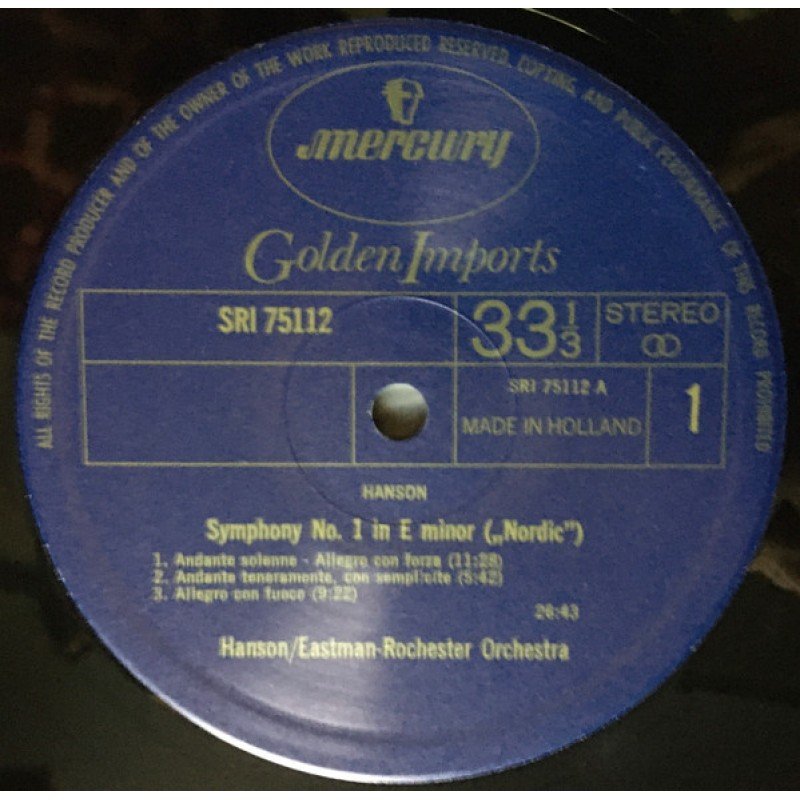 ALL RIGHTS OF THE RECORD PRODUCER AND OF THE OWNER OF THE WORK REPRODUCED RESERVED, COPYING, AND PUBLIC PERFORMANCE OF THIS RECORD PROHIBITED
mercury
Golden Imports
SRI 75112
33 1/3
STEREO
SRI 75112 A
MADE IN HOLLAND
1
HANSON
Symphony No. 1 in E minor („Nordic”)
1. Andante solenne - Allegro con forza (11:28)
2. Andante teneramente, con semplicite (5:42)
3. Allegro con fuoco (9:22)
26:43
Hanson/Eastman-Rochester Orchestra